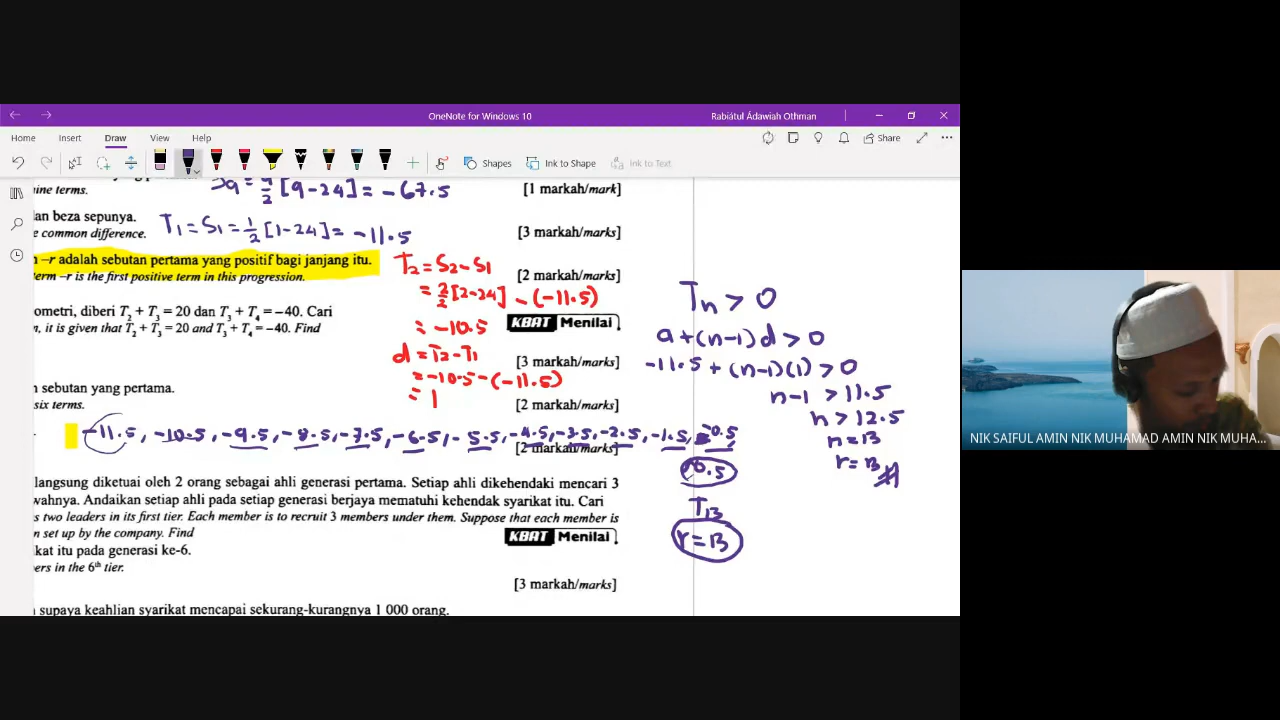 OneNote for Windows 10
Rabiátul Ádawiah Othman
Home Insert Draw View Help
Share
Shapes Ink to Shape Ink to Text
S9 = 9/2 [9-24] = -67.5
nine terms.
[1 markah/mark]
dan beza sepunya.
e common difference.
T1 = S1 = 1/2 [1-24] = -11.5
[3 markah/marks]
-r adalah sebutan pertama yang positif bagi janjang itu.
term -r is the first positive term in this progression.
[2 markah/marks]
T2 = S2 - S1
= 2/2 [2-24] - (-11.5)
= -10.5
d = T2 - T1
= -10.5 - (-11.5)
= 1
ometri, diberi T2 + T3 = 20 dan T3 + T4 = -40. Cari
n, it is given that T2 + T3 = 20 and T3 + T4 = -40. Find
KBAT Menilai
[3 markah/marks]
n sebutan yang pertama.
six terms.
[2 markah/marks]
-11.5, -10.5, -9.5, -8.5, -7.5, -6.5, -5.5, -4.5, -3.5, -2.5, -1.5, -0.5
[2 markah/marks]
0.5
T13
r = 13
Tn > 0
a + (n-1) d > 0
-11.5 + (n-1)(1) > 0
n-1 > 11.5
n > 12.5
n = 13
r = 13
langsung diketuai oleh 2 orang sebagai ahli generasi pertama. Setiap ahli dikehendaki mencari 3
wahnya. Andaikan setiap ahli pada setiap generasi berjaya mematuhi kehendak syarikat itu. Cari
s two leaders in its first tier. Each member is to recruit 3 members under them. Suppose that each member is
n set up by the company. Find
KBAT Menilai
kat itu pada generasi ke-6.
ers in the 6th tier.
[3 markah/marks]
supaya keahlian syarikat mencapai sekurang-kurangnya 1 000 orang.
NIK SAIFUL AMIN NIK MUHAMAD AMIN NIK MUHA...